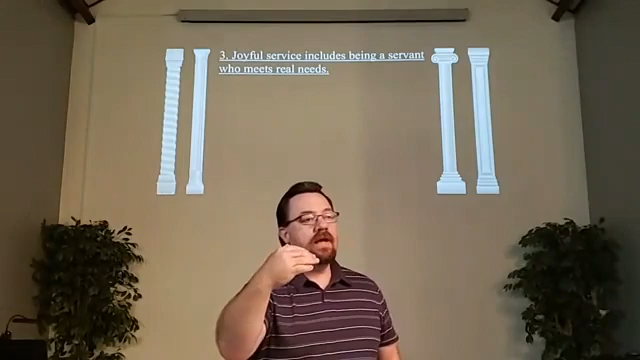 3. Joyful service includes being a servant
who meets real needs.